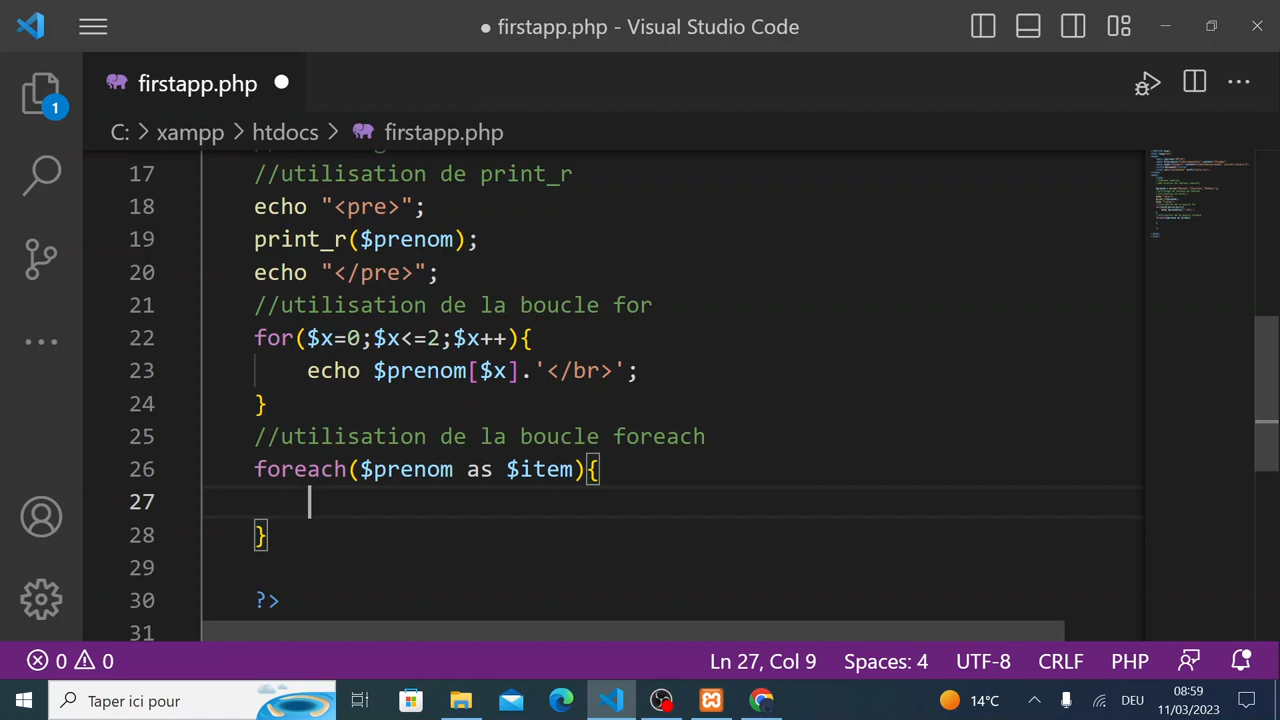 firstapp.php - Visual Studio Code
firstapp.php
1
C: > xampp > htdocs > firstapp.php
17 //utilisation de print_r
18 echo "<pre>";
19 print_r($prenom);
20 echo "</pre>";
21 //utilisation de la boucle for
22 for($x=0;$x<=2;$x++){
23 echo $prenom[$x].'</br>';
24 }
25 //utilisation de la boucle foreach
26 foreach($prenom as $item){
27
28 }
29
30 ?>
31
0 0 Ln 27, Col 9 Spaces: 4 UTF-8 CRLF PHP
Taper ici pour 14°C DEU 08:59
11/03/2023